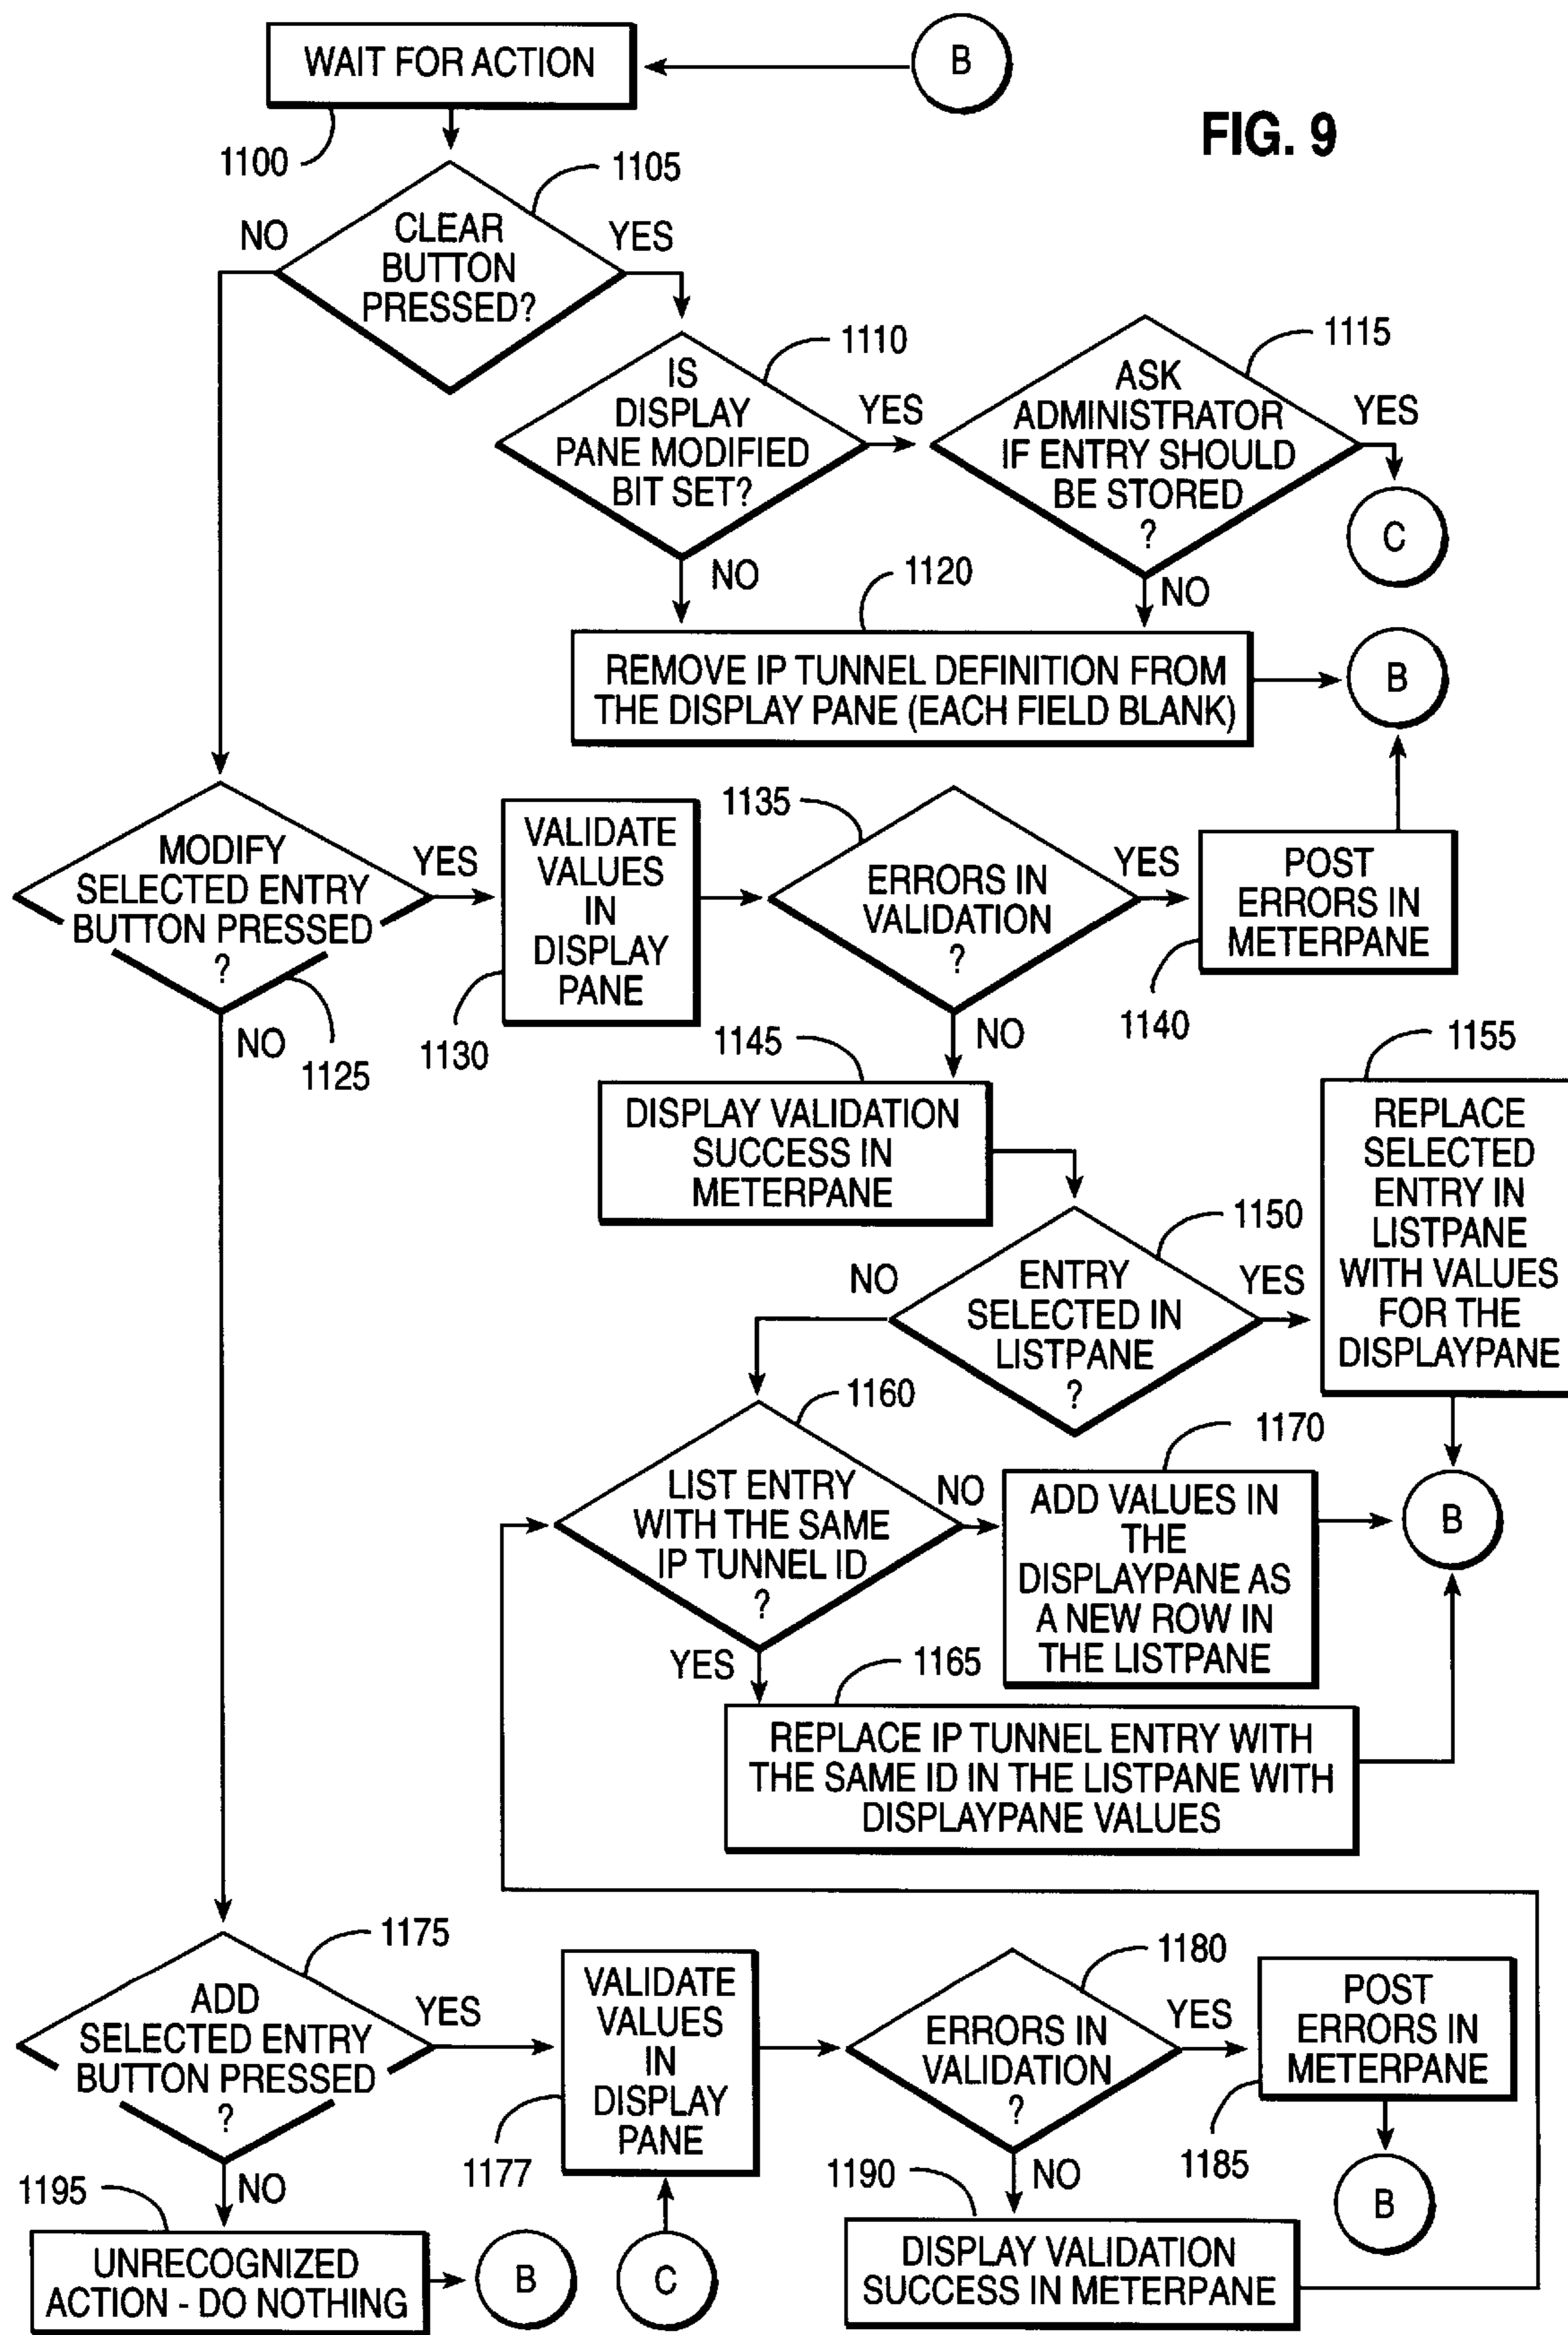 WAIT FOR ACTION
B
FIG. 9
1100
1105
NO
CLEAR
BUTTON
PRESSED?
YES
1110
IS
DISPLAY
PANE MODIFIED
BIT SET?
YES
1115
ASK
ADMINISTRATOR
IF ENTRY SHOULD
BE STORED
?
YES
C
NO
1120
NO
REMOVE IP TUNNEL DEFINITION FROM
THE DISPLAY PANE (EACH FIELD BLANK)
B
MODIFY
SELECTED ENTRY
BUTTON PRESSED
?
YES
NO
1125
VALIDATE
VALUES
IN
DISPLAY
PANE
1130
1135
ERRORS IN
VALIDATION
?
YES
POST
ERRORS IN
METERPANE
1140
NO
1145
DISPLAY VALIDATION
SUCCESS IN
METERPANE
1150
NO
ENTRY
SELECTED IN
LISTPANE
?
YES
1155
REPLACE
SELECTED
ENTRY IN
LISTPANE
WITH VALUES
FOR THE
DISPLAYPANE
1160
LIST ENTRY
WITH THE SAME
IP TUNNEL ID
?
NO
1170
ADD VALUES IN
THE
DISPLAYPANE AS
A NEW ROW IN
THE LISTPANE
B
YES
1165
REPLACE IP TUNNEL ENTRY WITH
THE SAME ID IN THE LISTPANE WITH
DISPLAYPANE VALUES
1175
ADD
SELECTED ENTRY
BUTTON PRESSED
?
YES
VALIDATE
VALUES
IN
DISPLAY
PANE
1177
1180
ERRORS IN
VALIDATION
?
YES
POST
ERRORS IN
METERPANE
1185
B
NO
1195
UNRECOGNIZED
ACTION - DO NOTHING
B
C
NO
1190
DISPLAY VALIDATION
SUCCESS IN METERPANE